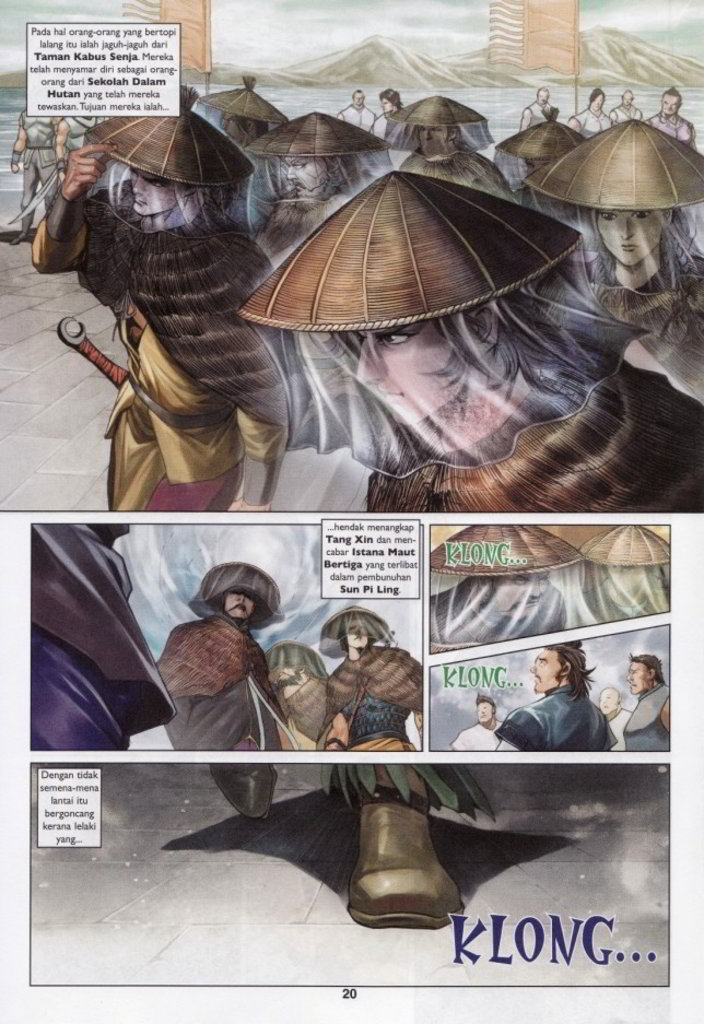 Pada hal orang-orang yang bertopi
lalang itu ialah jaguh-jaguh dari
Taman Kabus Senja. Mereka
telah menyamar diri sebagai orang-
orang dari Sekolah Dalam
Hutan yang telah mereka
tewaskan. Tujuan mereka ialah...
...hendak menangkap
Tang Xin dan men-
cabar Istana Maut
Bertiga yang terlibat
dalam pembunuhan
Sun Pi Ling.
KLONG...
KLONG...
Dengan tidak
semena-mena
lantai itu
bergoncang
kerana lelaki
yang...
KLONG...
20